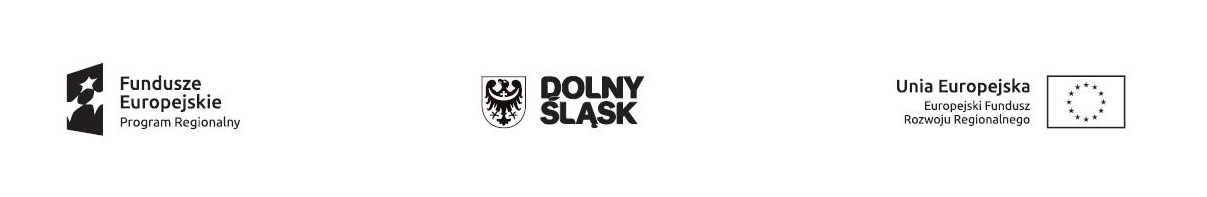 Fundusze
Europejskie
Program Regionalny
DOLNY
ŚLĄSK
Unia Europejska
Europejski Fundusz
Rozwoju Regionalnego